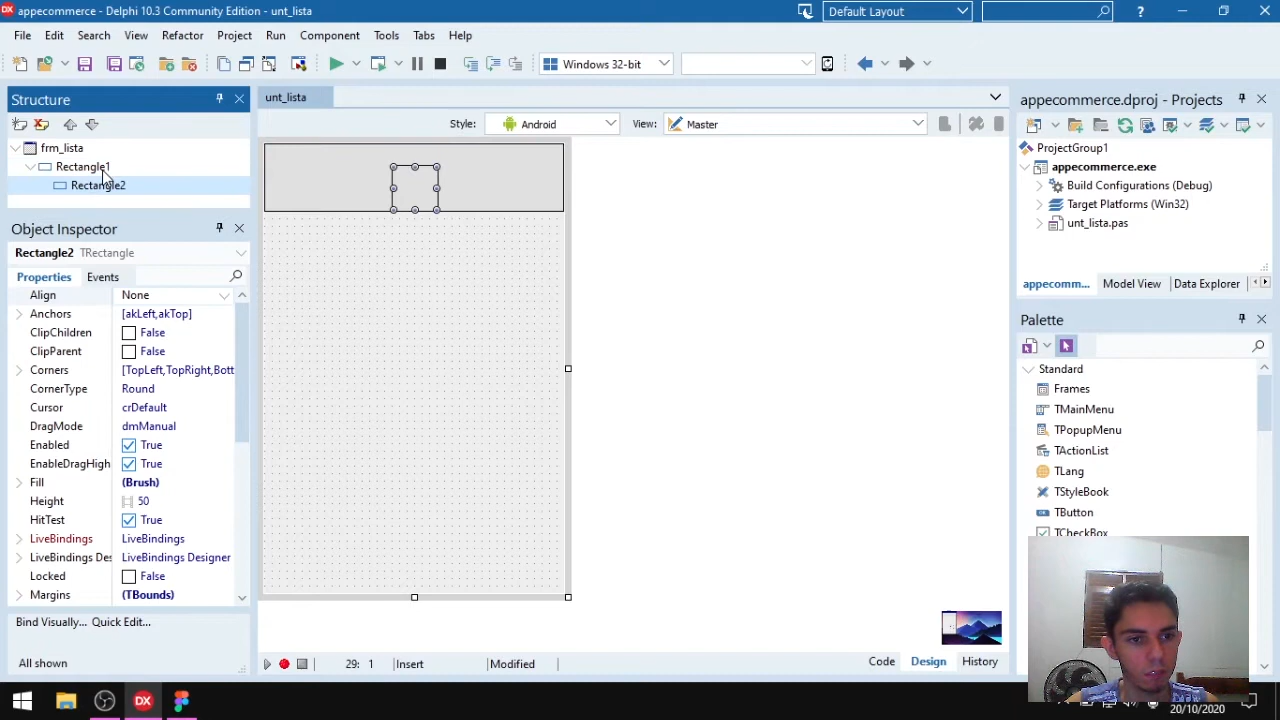 appecommerce - Delphi 10.3 Community Edition - unt_lista
Default Layout
File Edit Search View Refactor Project Run Component Tools Tabs Help
Windows 32-bit
Structure
frm_lista
Rectangle1
Rectangle2
Object Inspector
Rectangle2 TRectangle
Properties Events
Align None
Anchors [akLeft,akTop]
ClipChildren False
ClipParent False
Corners [TopLeft,TopRight,Bott
CornerType Round
Cursor crDefault
DragMode dmManual
Enabled True
EnableDragHigh True
Fill (Brush)
Height 50
HitTest True
LiveBindings LiveBindings
LiveBindings Des LiveBindings Designer
Locked False
Margins (TBounds)
Bind Visually... Quick Edit...
All shown
unt_lista
Style: Android View: Master
29: 1 Insert Modified
Code Design History
appecommerce.dproj - Projects
ProjectGroup1
appecommerce.exe
Build Configurations (Debug)
Target Platforms (Win32)
unt_lista.pas
appecomm... Model View Data Explorer
Palette
Standard
Frames
TMainMenu
TPopupMenu
TActionList
TLang
TStyleBook
TButton
TCheckBox
20/10/2020